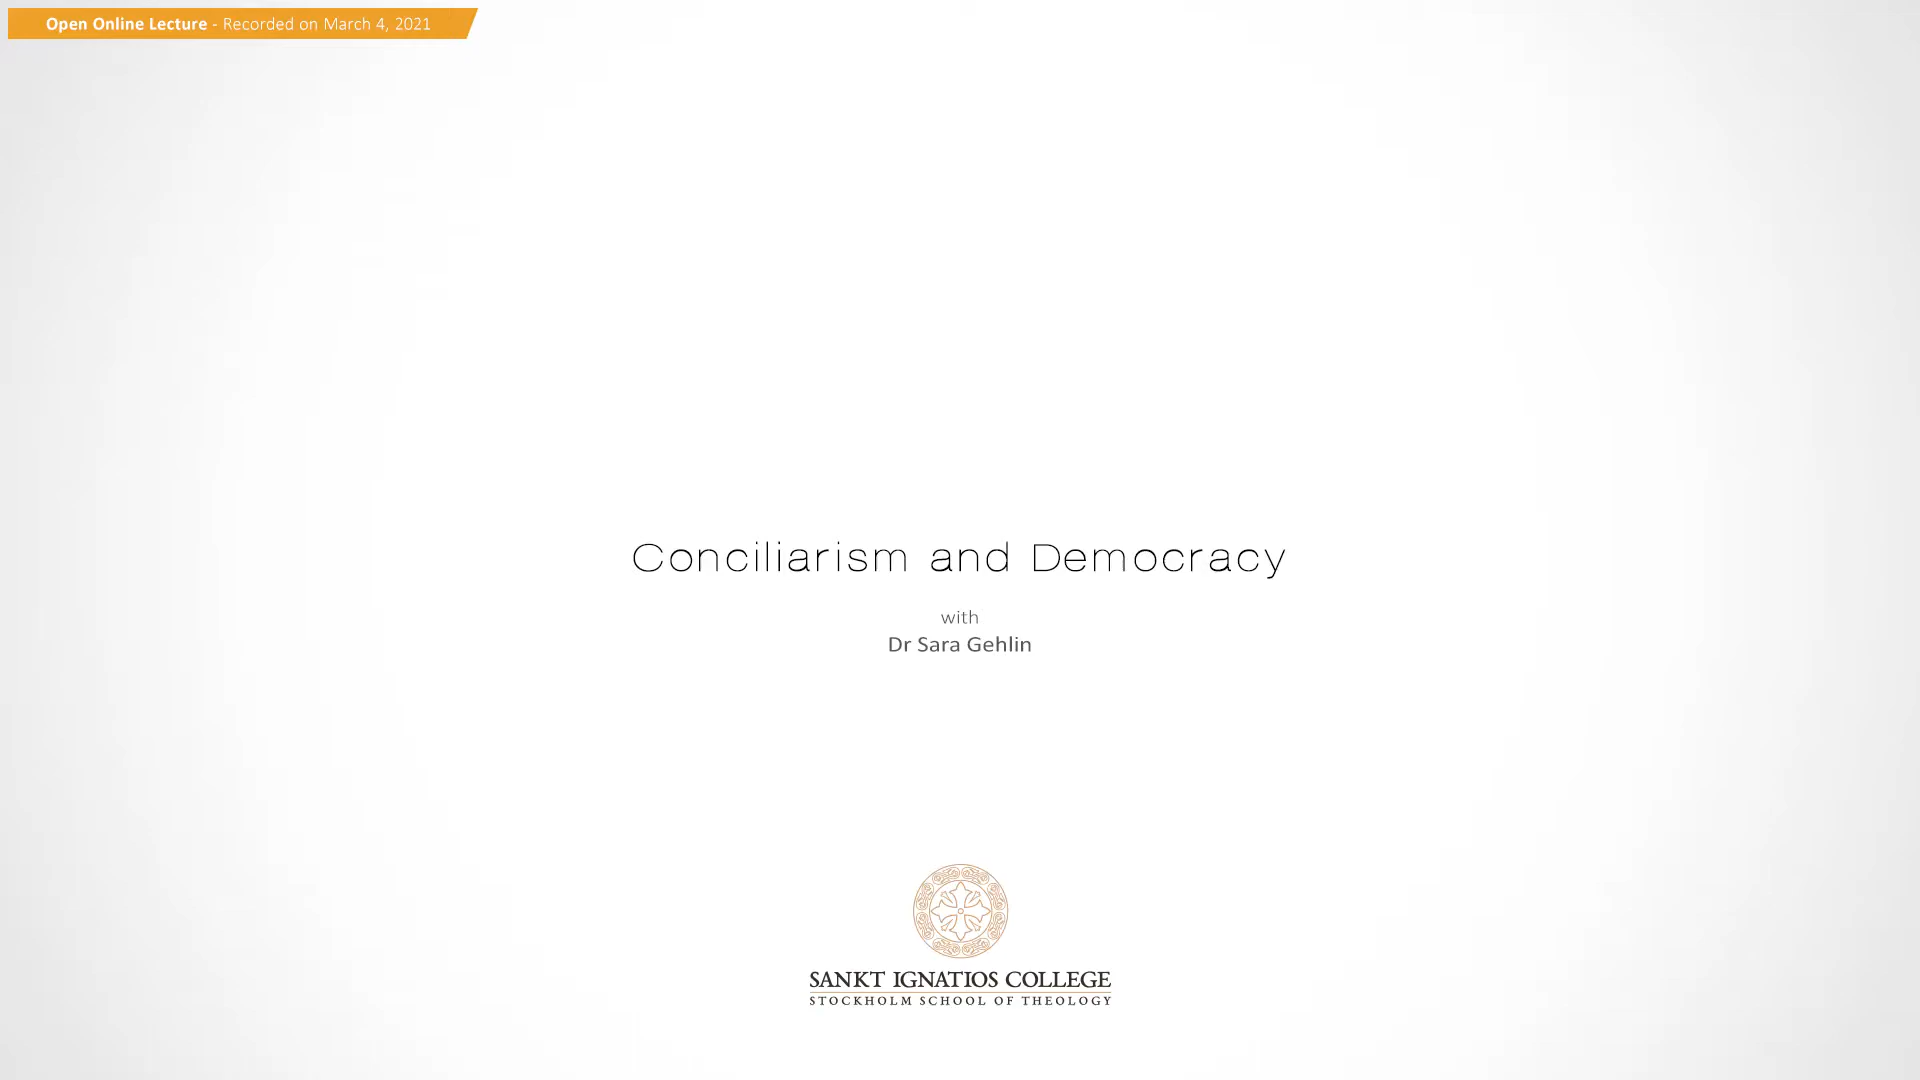 Open Online Lecture - Recorded on March 4, 2021
Conciliarism and Democracy
with
Dr Sara Gehlin
SANKT IGNATIOS COLLEGE
STOCKHOLM SCHOOL OF THEOLOGY